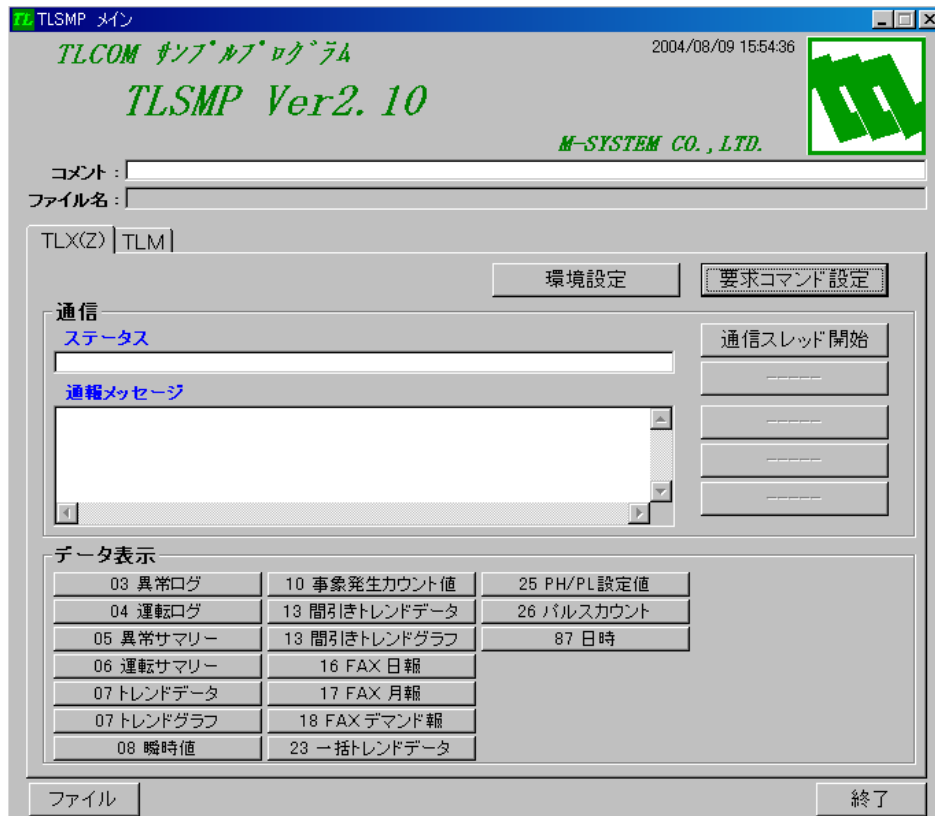 TL TLSMP メイン
TLCOM サンプルプログラム
2004/08/09 15:54:36
TLSMP Ver2.10
M-SYSTEM CO.,LTD.
コメント：
ファイル名：
TLX(Z) TLM
環境設定 要求コマンド設定
通信
ステータス
通信スレッド開始
-----
通報メッセージ
-----
-----
-----
データ表示
03 異常ログ 10 事象発生カウント値 25 PH/PL設定値
04 運転ログ 13 間引きトレンドデータ 26 パルスカウント
05 異常サマリー 13 間引きトレンドグラフ 87 日時
06 運転サマリー 16 FAX 日報
07 トレンドデータ 17 FAX 月報
07 トレンドグラフ 18 FAX デマンド報
08 瞬時値 23 一括トレンドデータ
ファイル 終了